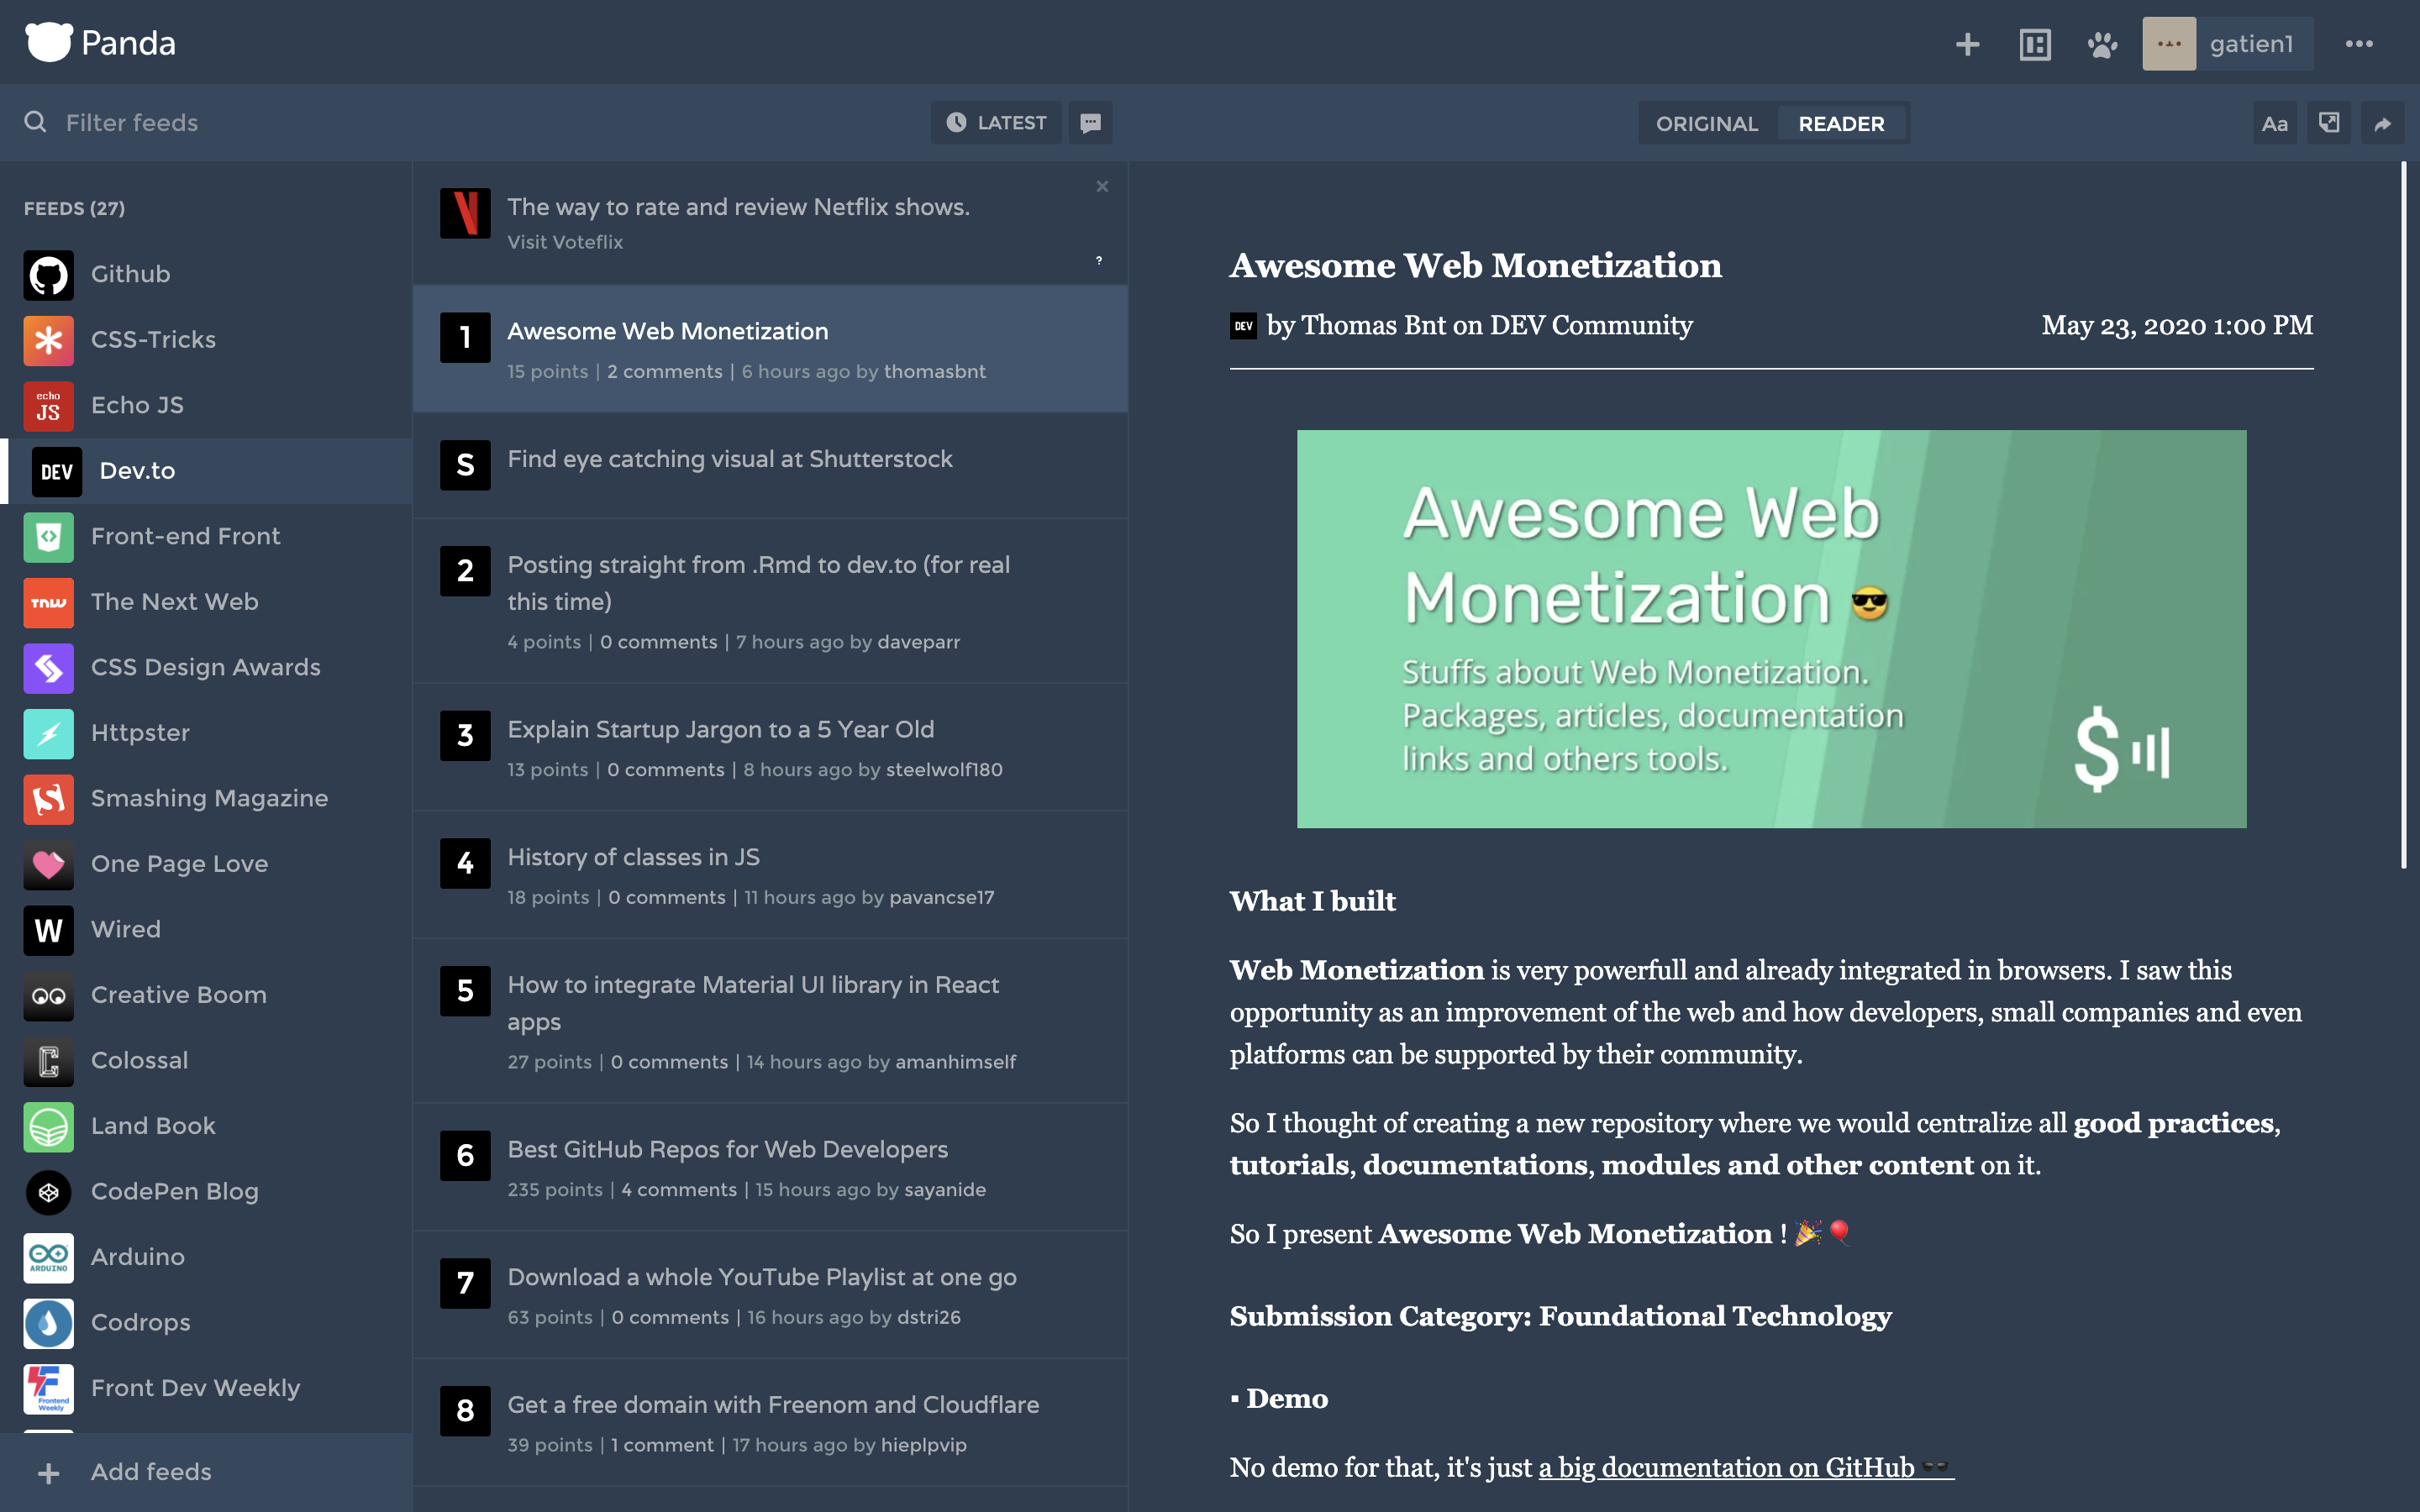 Panda
gatien1
Filter feeds
LATEST
ORIGINAL READER
Aa
FEEDS (27)
Github
CSS-Tricks
echo
JS
Echo JS
DEV
Dev.to
Front-end Front
TNW
The Next Web
CSS Design Awards
Httpster
Smashing Magazine
One Page Love
W
Wired
Creative Boom
Colossal
Land Book
CodePen Blog
ARDUINO
Arduino
Codrops
Frontend
Weekly
Front Dev Weekly
+ Add feeds
The way to rate and review Netflix shows.
Visit Voteflix
?
1
Awesome Web Monetization
15 points | 2 comments | 6 hours ago by thomasbnt
S
Find eye catching visual at Shutterstock
2
Posting straight from .Rmd to dev.to (for real
this time)
4 points | 0 comments | 7 hours ago by daveparr
3
Explain Startup Jargon to a 5 Year Old
13 points | 0 comments | 8 hours ago by steelwolf180
4
History of classes in JS
18 points | 0 comments | 11 hours ago by pavancse17
5
How to integrate Material UI library in React
apps
27 points | 0 comments | 14 hours ago by amanhimself
6
Best GitHub Repos for Web Developers
235 points | 4 comments | 15 hours ago by sayanide
7
Download a whole YouTube Playlist at one go
63 points | 0 comments | 16 hours ago by dstri26
8
Get a free domain with Freenom and Cloudflare
39 points | 1 comment | 17 hours ago by hieplpvip
Awesome Web Monetization
DEV by Thomas Bnt on DEV Community
May 23, 2020 1:00 PM
Awesome Web
Monetization 😎
Stuffs about Web Monetization.
Packages, articles, documentation
links and others tools.
$
What I built
Web Monetization is very powerfull and already integrated in browsers. I saw this
opportunity as an improvement of the web and how developers, small companies and even
platforms can be supported by their community.
So I thought of creating a new repository where we would centralize all good practices,
tutorials, documentations, modules and other content on it.
So I present Awesome Web Monetization ! 🎉🎈
Submission Category: Foundational Technology
▪ Demo
No demo for that, it's just a big documentation on GitHub 🕶️